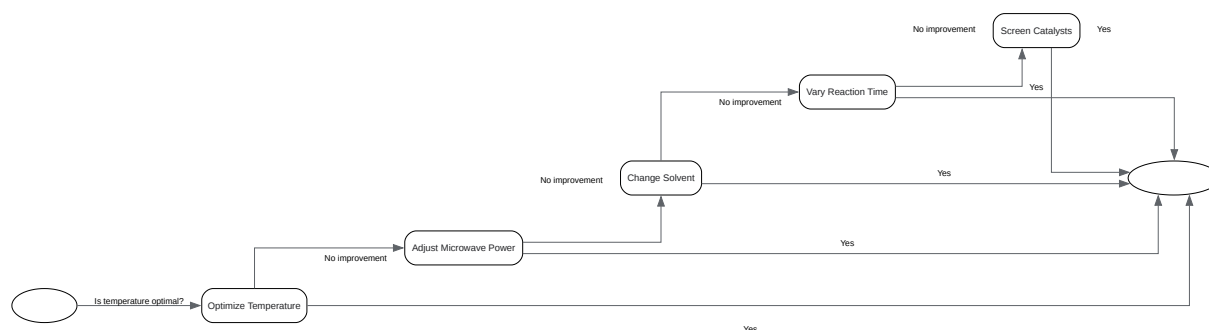 No improvement
Screen Catalysts
Yes
Vary Reaction Time
Yes
No improvement
No improvement
Change Solvent
Yes
Adjust Microwave Power
Yes
No improvement
Is temperature optimal?
Optimize Temperature
Yes